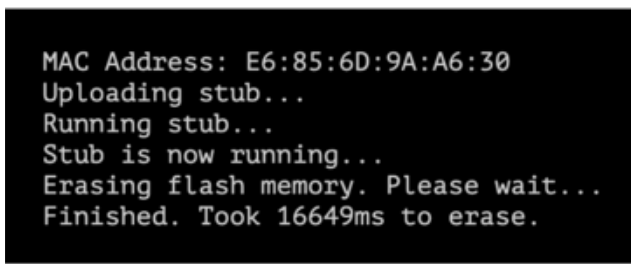 MAC Address: E6:85:6D:9A:A6:30
Uploading stub...
Running stub...
Stub is now running...
Erasing flash memory. Please wait...
Finished. Took 16649ms to erase.